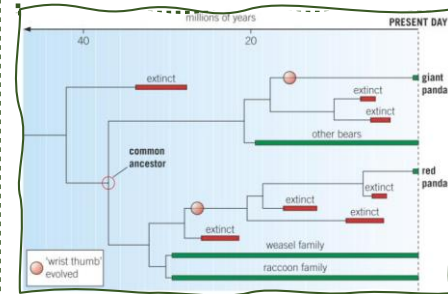 millions of years
PRESENT DAY
40
20
extinct
giant
panda
extinct
extinct
other bears
common
ancestor
red
panda
extinct
extinct
extinct
extinct
weasel family
raccoon family
'wrist thumb'
evolved